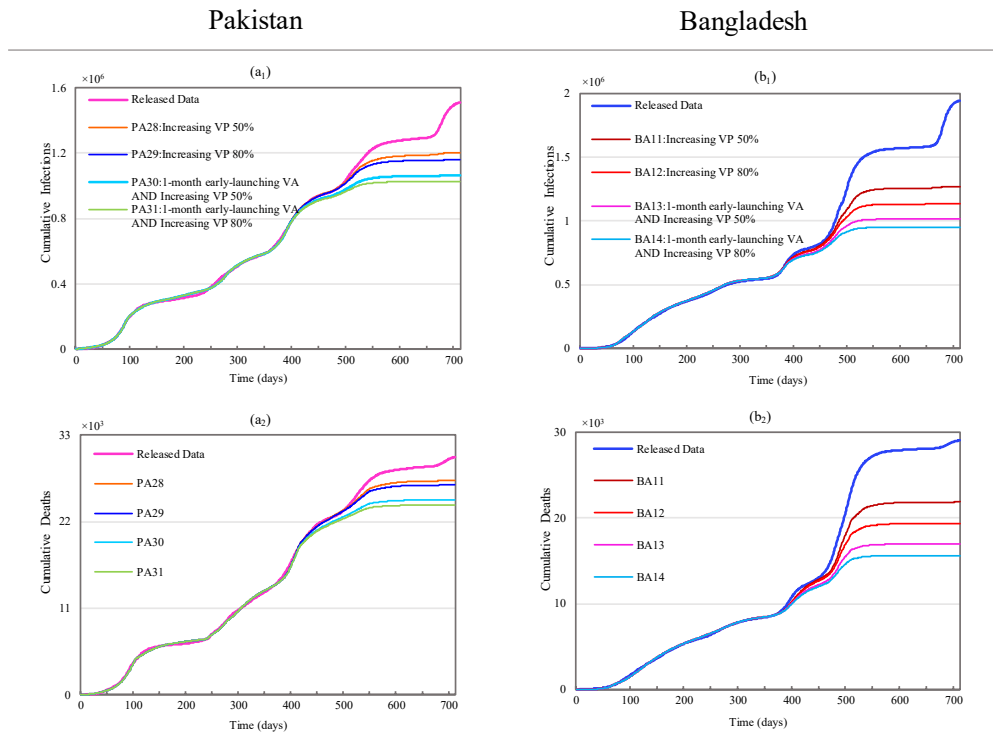 Pakistan
Bangladesh
(a1)
×10⁶
1.6
1.2
0.8
0.4
0
Cumulative Infections
Released Data
PA28:Increasing VP 50%
PA29:Increasing VP 80%
PA30:1-month early-launching VA
AND Increasing VP 50%
PA31:1-month early-launching VA
AND Increasing VP 80%
0 100 200 300 400 500 600 700
Time (days)
(b1)
×10⁶
2
1.5
1
0.5
0
Cumulative Infections
Released Data
BA11:Increasing VP 50%
BA12:Increasing VP 80%
BA13:1-month early-launching VA
AND Increasing VP 50%
BA14:1-month early-launching VA
AND Increasing VP 80%
0 100 200 300 400 500 600 700
Time (days)
(a2)
×10³
33
22
11
0
Cumulative Deaths
Released Data
PA28
PA29
PA30
PA31
0 100 200 300 400 500 600 700
Time (days)
(b2)
×10³
30
20
10
0
Cumulative Deaths
Released Data
BA11
BA12
BA13
BA14
0 100 200 300 400 500 600 700
Time (days)